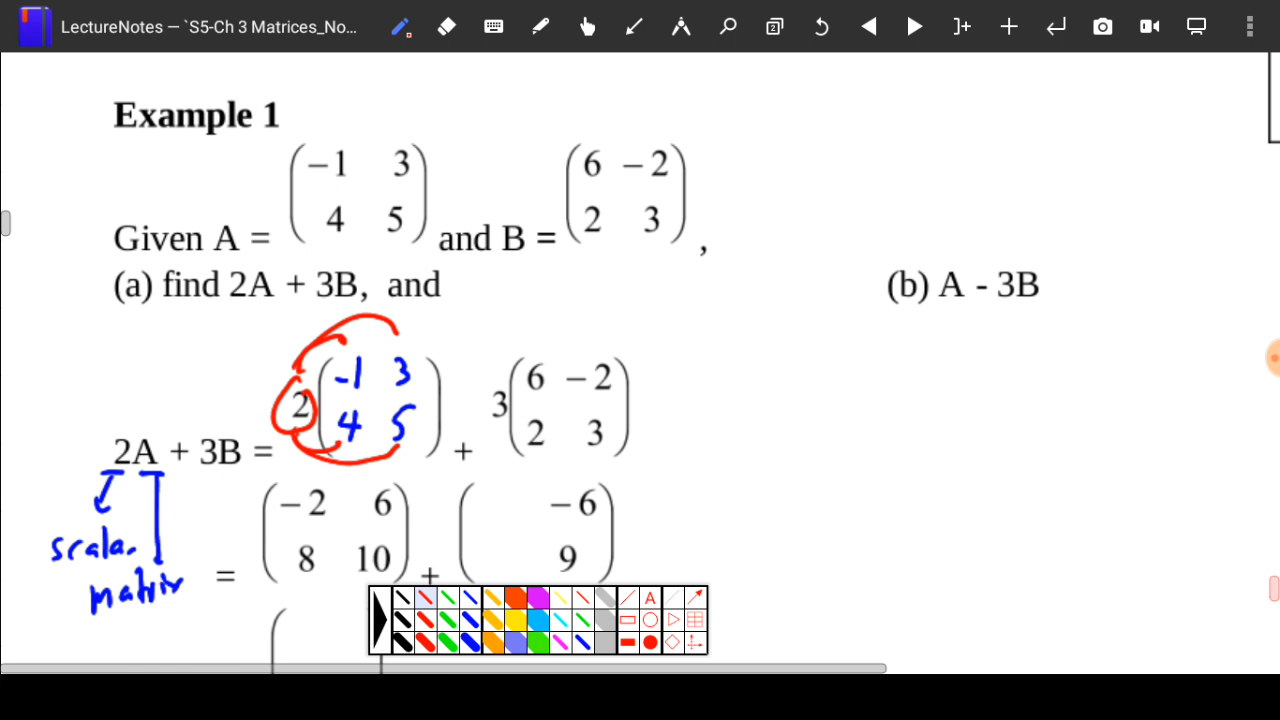 LectureNotes — `S5-Ch 3 Matrices_No...
Example 1
Given A = (−1 3 4 5) and B = (6 −2 2 3) ,
(a) find 2A + 3B, and (b) A - 3B
2A + 3B = 2(-1 3 4 5) + 3(6 −2 2 3)
scalar
matrix
= (−2 6 8 10) + ( −6 9)
(
A